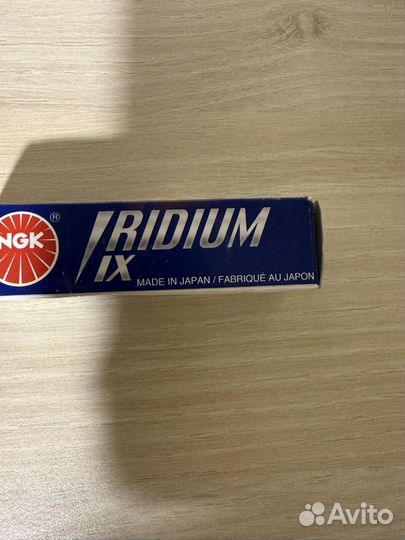 NGK
®
IRIDIUM
IX
MADE IN JAPAN / FABRIQUÉ AU JAPON
Avito